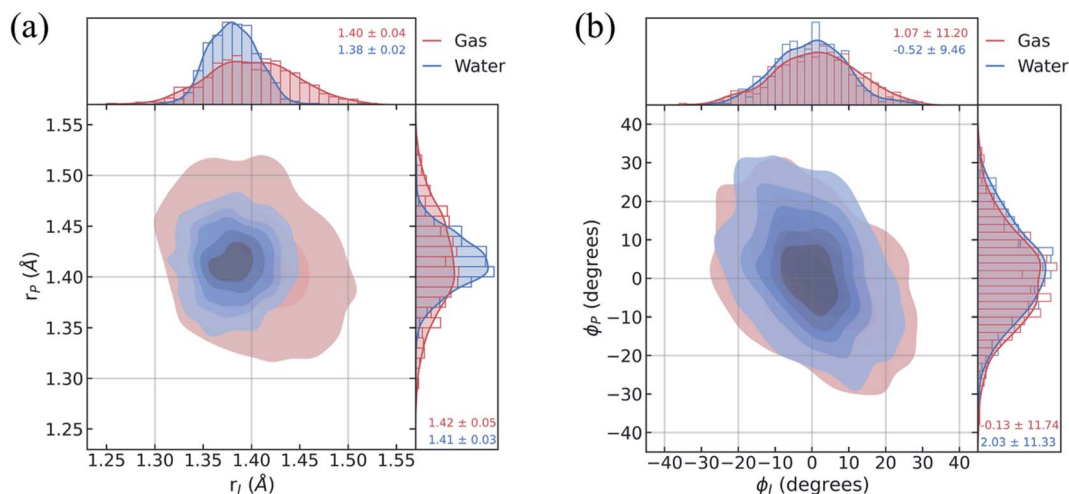 (a)
1.40 ± 0.04
1.38 ± 0.02
Gas
Water
r_P (Å)
1.55
1.50
1.45
1.40
1.35
1.30
1.25
1.42 ± 0.05
1.41 ± 0.03
1.25 1.30 1.35 1.40 1.45 1.50 1.55
r_I (Å)
(b)
1.07 ± 11.20
-0.52 ± 9.46
Gas
Water
ϕ_P (degrees)
40
30
20
10
0
−10
−20
−30
−40
-0.13 ± 11.74
2.03 ± 11.33
−40 −30 −20 −10 0 10 20 30 40
ϕ_I (degrees)